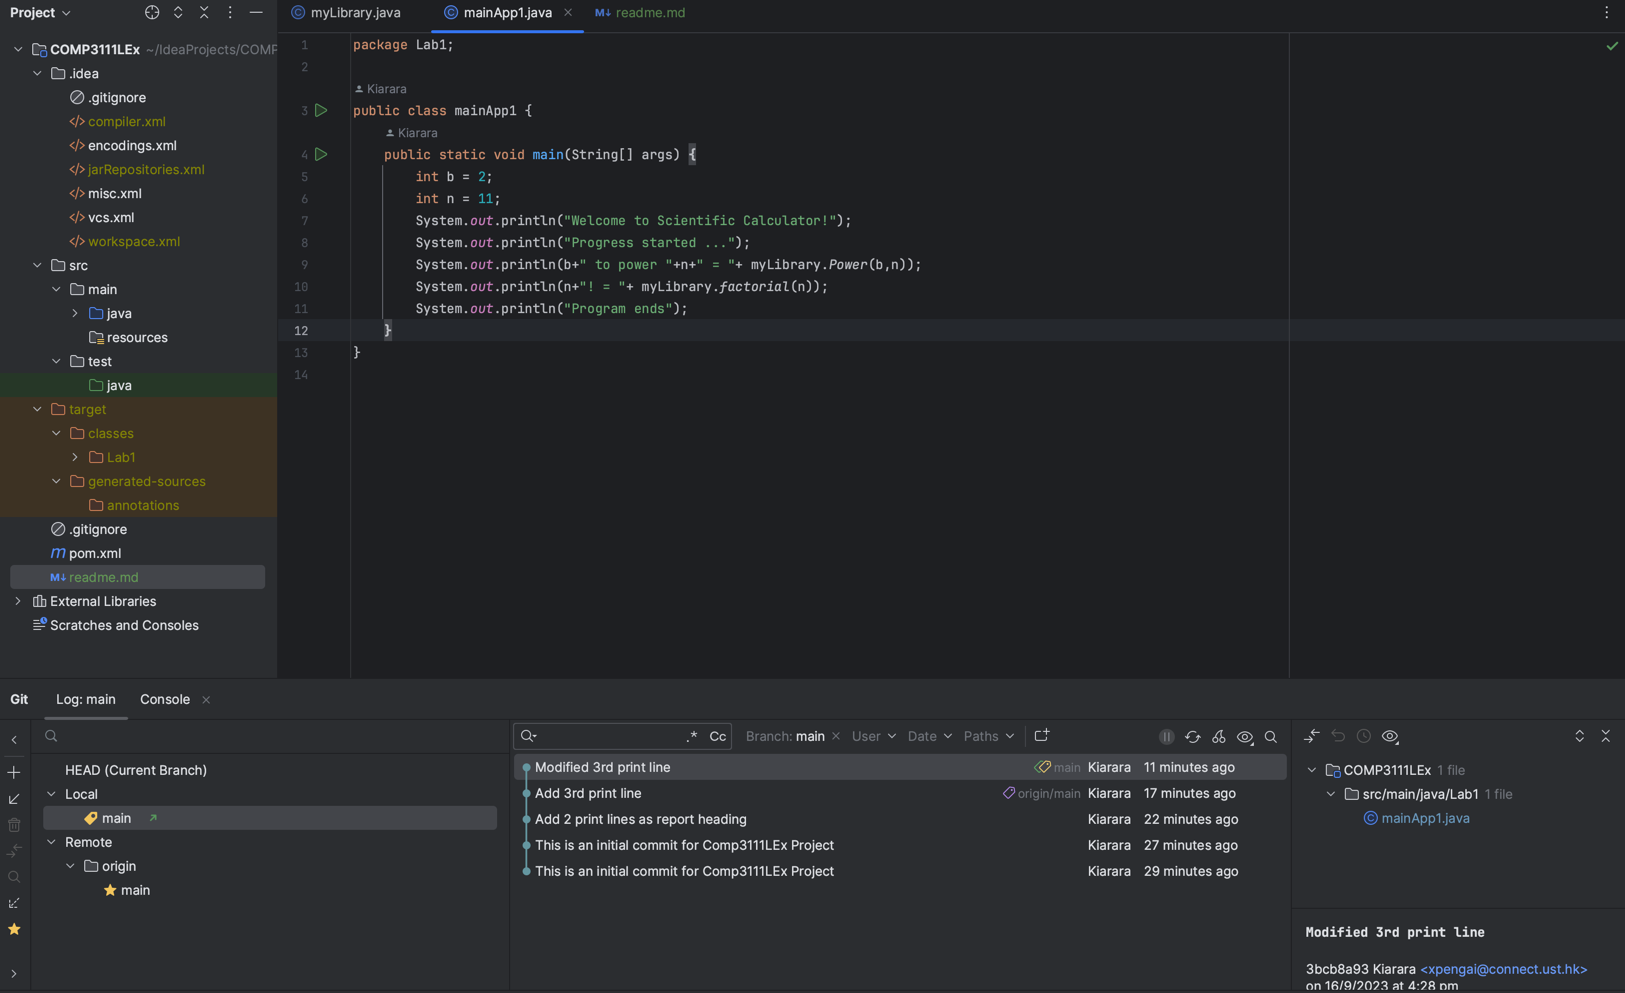 Project
myLibrary.java
mainApp1.java
M↓ readme.md
COMP3111LEx ~/IdeaProjects/COMP
.idea
.gitignore
</> compiler.xml
</> encodings.xml
</> jarRepositories.xml
</> misc.xml
</> vcs.xml
</> workspace.xml
src
main
java
resources
test
java
target
classes
Lab1
generated-sources
annotations
.gitignore
m pom.xml
M↓ readme.md
External Libraries
Scratches and Consoles
1 package Lab1;
2
Kiarara
3 public class mainApp1 {
Kiarara
4 public static void main(String[] args) {
5 int b = 2;
6 int n = 11;
7 System.out.println("Welcome to Scientific Calculator!");
8 System.out.println("Progress started ...");
9 System.out.println(b+" to power "+n+" = "+ myLibrary.Power(b,n));
10 System.out.println(n+"! = "+ myLibrary.factorial(n));
11 System.out.println("Program ends");
12 }
13 }
14
Git Log: main Console
HEAD (Current Branch)
Local
main
Remote
origin
main
.* Cc Branch: main User Date Paths
Modified 3rd print line main Kiarara 11 minutes ago
Add 3rd print line origin/main Kiarara 17 minutes ago
Add 2 print lines as report heading Kiarara 22 minutes ago
This is an initial commit for Comp3111LEx Project Kiarara 27 minutes ago
This is an initial commit for Comp3111LEx Project Kiarara 29 minutes ago
COMP3111LEx 1 file
src/main/java/Lab1 1 file
mainApp1.java
Modified 3rd print line
3bcb8a93 Kiarara <xpengai@connect.ust.hk>
on 16/9/2023 at 4:28 pm